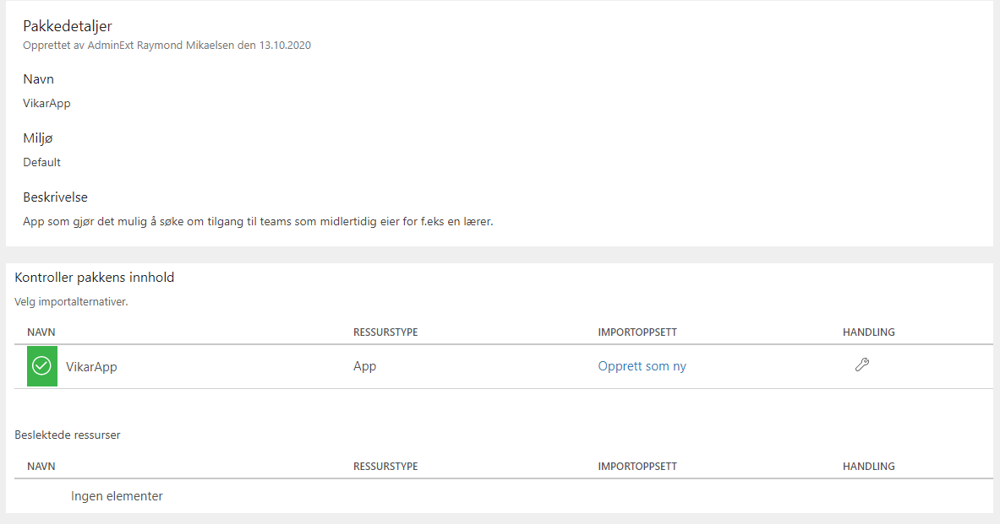 Pakkedetaljer
Opprettet av AdminExt Raymond Mikaelsen den 13.10.2020
Navn
VikarApp
Miljø
Default
Beskrivelse
App som gjør det mulig å søke om tilgang til teams som midlertidig eier for f.eks en lærer.
Kontroller pakkens innhold
Velg importalternativer.
NAVN RESSURSTYPE IMPORTOPPSETT HANDLING
VikarApp App Opprett som ny
Beslektede ressurser
NAVN RESSURSTYPE IMPORTOPPSETT HANDLING
Ingen elementer